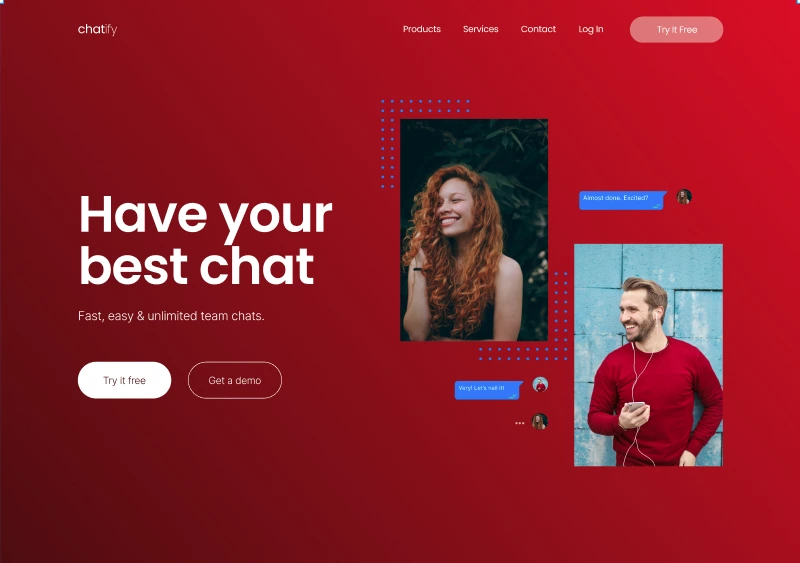 chatify
Products Services Contact Log In Try It Free
Almost done. Excited?
Have your
best chat
Fast, easy & unlimited team chats.
Try it free Get a demo
Very! Let's nail it!